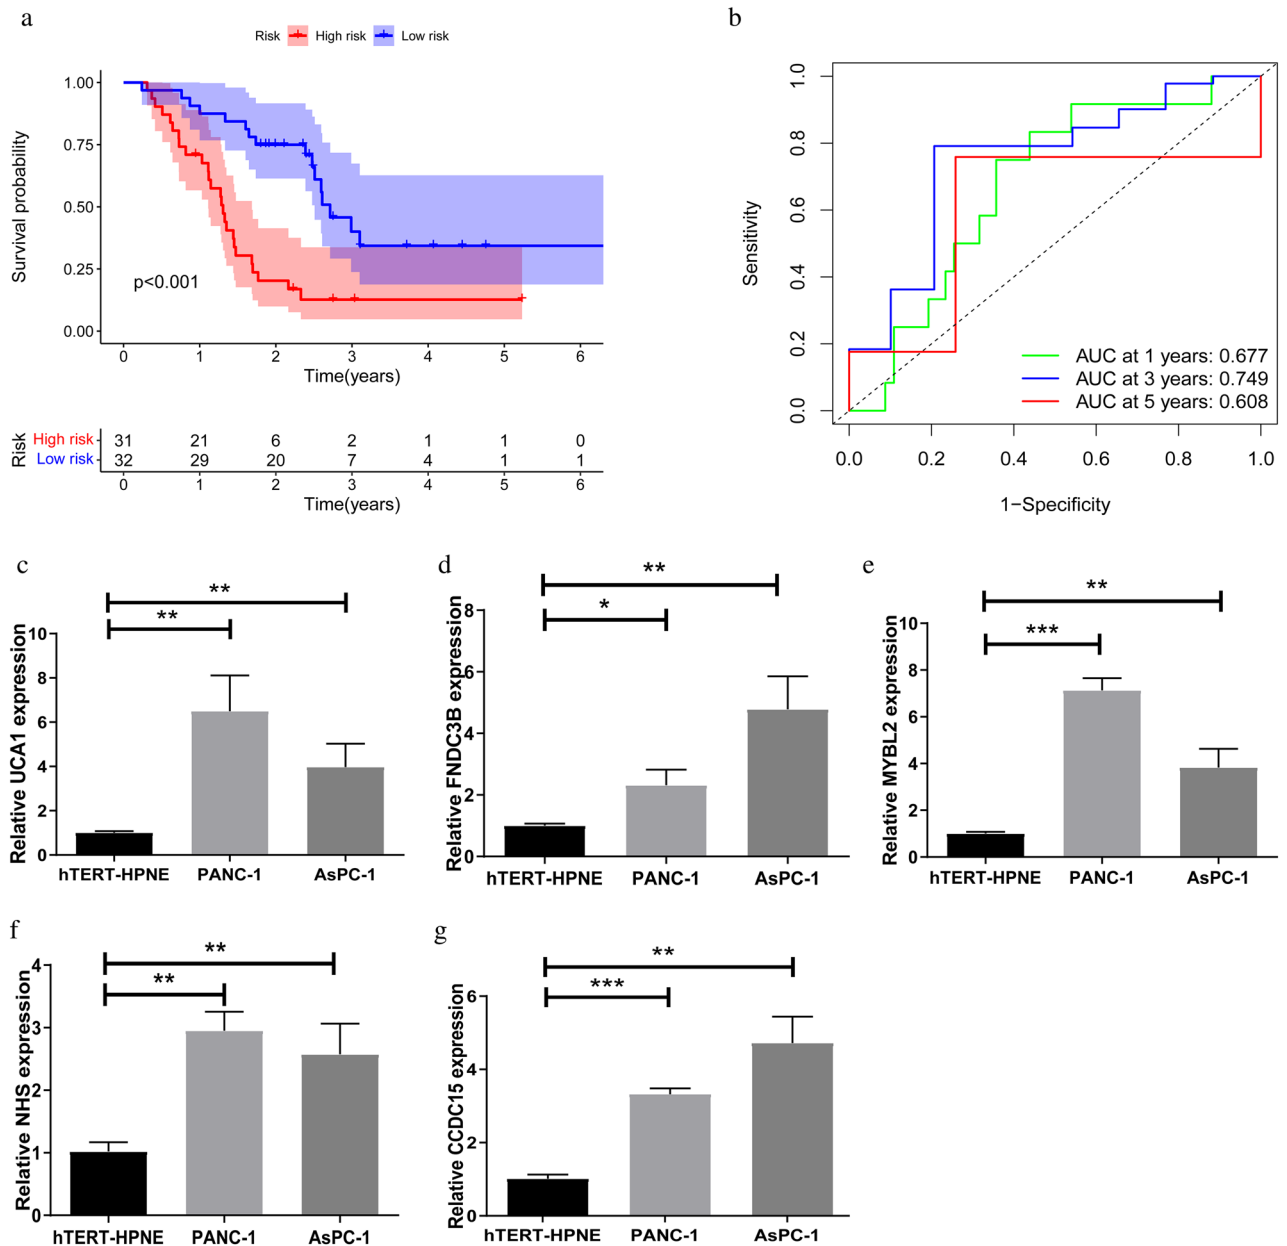 a
Risk High risk Low risk
Survival probability
1.00
0.75
0.50
0.25
0.00
p<0.001
0 1 2 3 4 5 6
Time(years)
Risk
High risk 31 21 6 2 1 1 0
Low risk 32 29 20 7 4 1 1
0 1 2 3 4 5 6
Time(years)
b
Sensitivity
1.0
0.8
0.6
0.4
0.2
0.0
AUC at 1 years: 0.677
AUC at 3 years: 0.749
AUC at 5 years: 0.608
0.0 0.2 0.4 0.6 0.8 1.0
1−Specificity
c
Relative UCA1 expression
**
**
10
8
6
4
2
0
hTERT-HPNE PANC-1 AsPC-1
d
Relative FNDC3B expression
**
*
8
6
4
2
0
hTERT-HPNE PANC-1 AsPC-1
e
Relative MYBL2 expression
**
***
10
8
6
4
2
0
hTERT-HPNE PANC-1 AsPC-1
f
Relative NHS expression
**
**
4
3
2
1
0
hTERT-HPNE PANC-1 AsPC-1
g
Relative CCDC15 expression
**
***
6
4
2
0
hTERT-HPNE PANC-1 AsPC-1